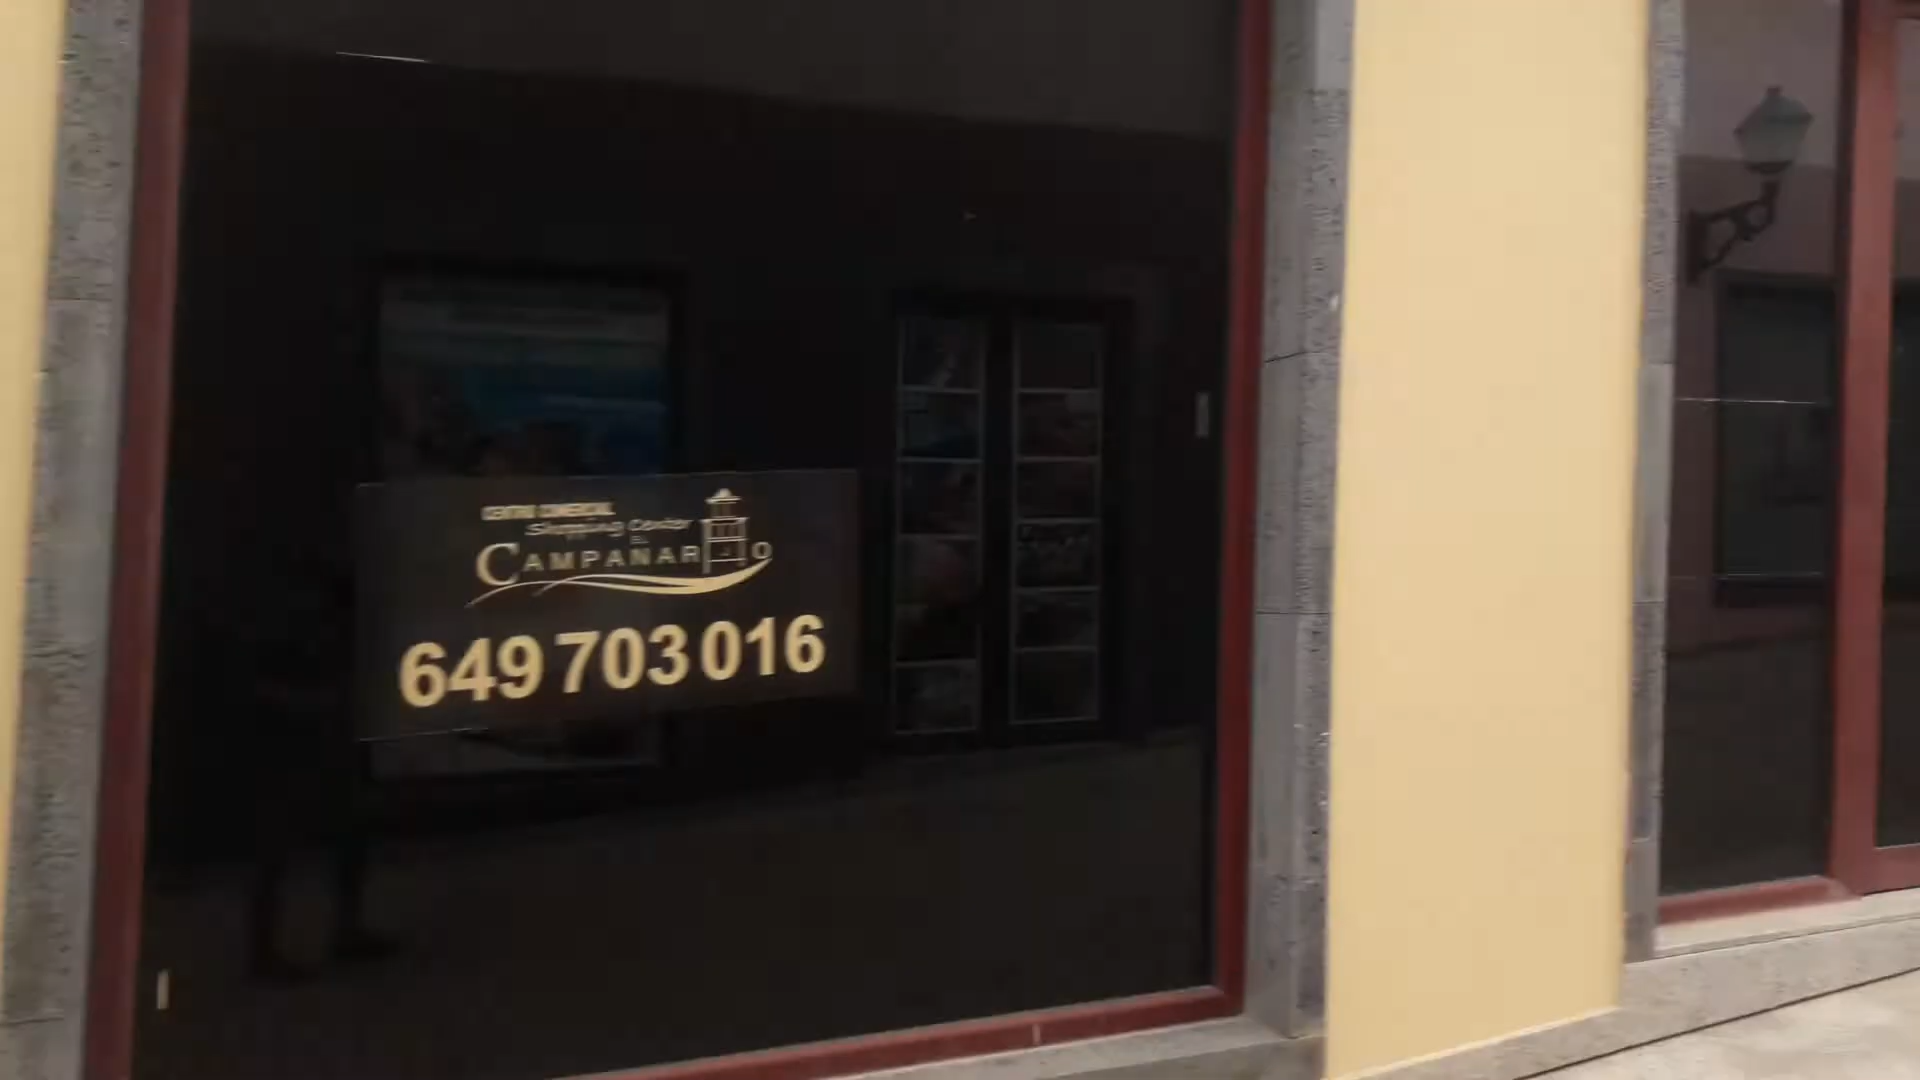 CENTRO COMERCIAL
Shopping Center
EL
CAMPANARIO
649 703 016